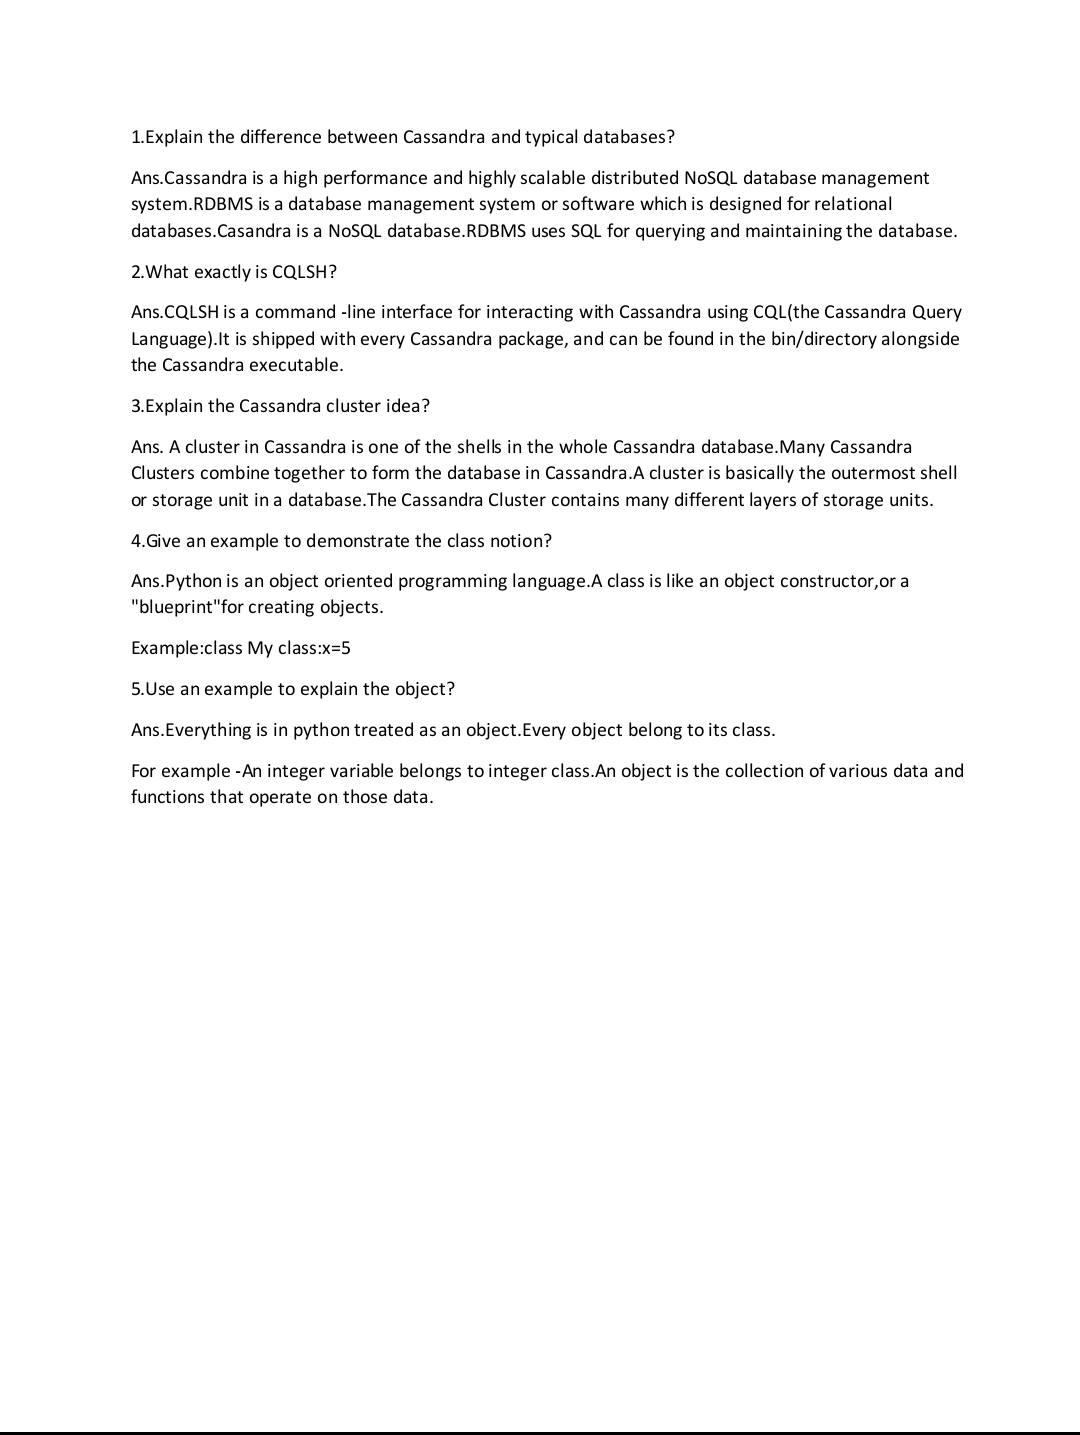 1.Explain the difference between Cassandra and typical databases?
Ans.Cassandra is a high performance and highly scalable distributed NoSQL database management
system.RDBMS is a database management system or software which is designed for relational
databases.Casandra is a NoSQL database.RDBMS uses SQL for querying and maintaining the database.
2.What exactly is CQLSH?
Ans.CQLSH is a command -line interface for interacting with Cassandra using CQL(the Cassandra Query
Language).It is shipped with every Cassandra package, and can be found in the bin/directory alongside
the Cassandra executable.
3.Explain the Cassandra cluster idea?
Ans. A cluster in Cassandra is one of the shells in the whole Cassandra database.Many Cassandra
Clusters combine together to form the database in Cassandra.A cluster is basically the outermost shell
or storage unit in a database.The Cassandra Cluster contains many different layers of storage units.
4.Give an example to demonstrate the class notion?
Ans.Python is an object oriented programming language.A class is like an object constructor,or a
"blueprint"for creating objects.
Example:class My class:x=5
5.Use an example to explain the object?
Ans.Everything is in python treated as an object.Every object belong to its class.
For example -An integer variable belongs to integer class.An object is the collection of various data and
functions that operate on those data.